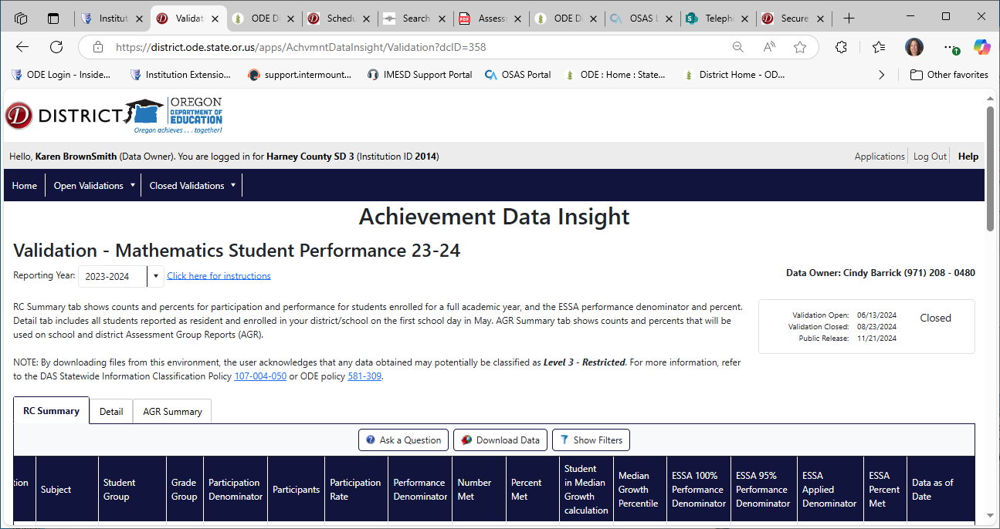 Institut
Validat
ODE D
Schedu
Search
Assess
ODE D
OSAS L
Teleph
Secure
https://district.ode.state.or.us/apps/AchvmntDataInsight/Validation?dcID=358
ODE Login - Inside...
Institution Extensio...
support.intermount...
IMESD Support Portal
OSAS Portal
ODE : Home : State...
District Home - OD...
Other favorites
D DISTRICT
OREGON
DEPARTMENT OF
EDUCATION
Oregon achieves . . . together!
Hello, Karen BrownSmith (Data Owner). You are logged in for Harney County SD 3 (Institution ID 2014)
Applications
Log Out
Help
Home
Open Validations
Closed Validations
Achievement Data Insight
Validation - Mathematics Student Performance 23-24
Reporting Year: 2023-2024 Click here for instructions
Data Owner: Cindy Barrick (971) 208 - 0480
RC Summary tab shows counts and percents for participation and performance for students enrolled for a full academic year, and the ESSA performance denominator and percent.
Detail tab includes all students reported as resident and enrolled in your district/school on the first school day in May. AGR Summary tab shows counts and percents that will be
used on school and district Assessment Group Reports (AGR).
Validation Open: 06/13/2024
Validation Closed: 08/23/2024
Public Release: 11/21/2024
Closed
NOTE: By downloading files from this environment, the user acknowledges that any data obtained may potentially be classified as Level 3 - Restricted. For more information, refer
to the DAS Statewide Information Classification Policy 107-004-050 or ODE policy 581-309.
RC Summary
Detail
AGR Summary
Ask a Question
Download Data
Show Filters
tion
Subject
Student
Group
Grade
Group
Participation
Denominator
Participants
Participation
Rate
Performance
Denominator
Number
Met
Percent
Met
Student
in Median
Growth
calculation
Median
Growth
Percentile
ESSA 100%
Performance
Denominator
ESSA 95%
Performance
Denominator
ESSA
Applied
Denominator
ESSA
Percent
Met
Data as of
Date